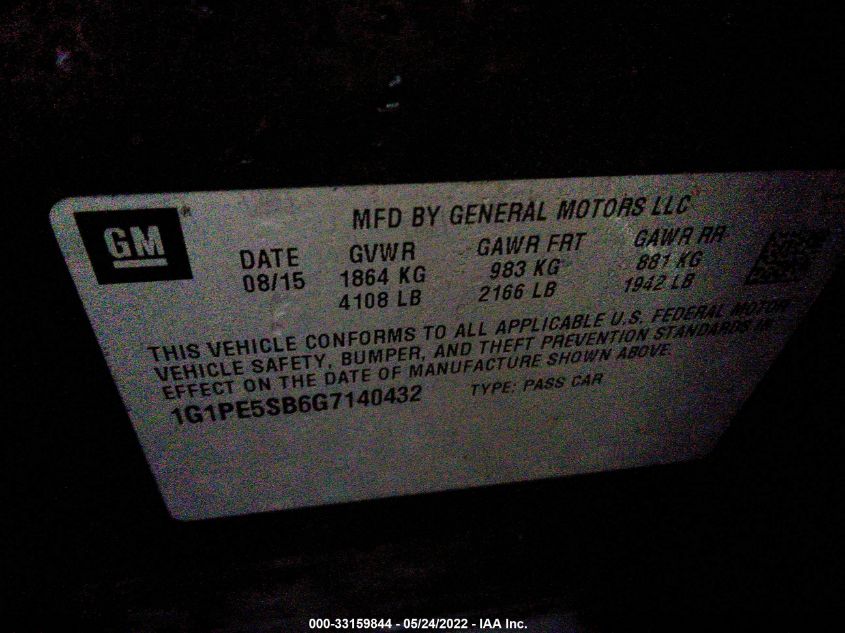 GM ®
MFD BY GENERAL MOTORS LLC
DATE GVWR GAWR FRT GAWR RR
08/15 1864 KG 983 KG 881 KG
4108 LB 2166 LB 1942 LB
THIS VEHICLE CONFORMS TO ALL APPLICABLE U.S. FEDERAL MOTOR
VEHICLE SAFETY, BUMPER, AND THEFT PREVENTION STANDARDS IN
EFFECT ON THE DATE OF MANUFACTURE SHOWN ABOVE.
1G1PE5SB6G7140432 TYPE: PASS CAR
000-33159844 - 05/24/2022 - IAA Inc.